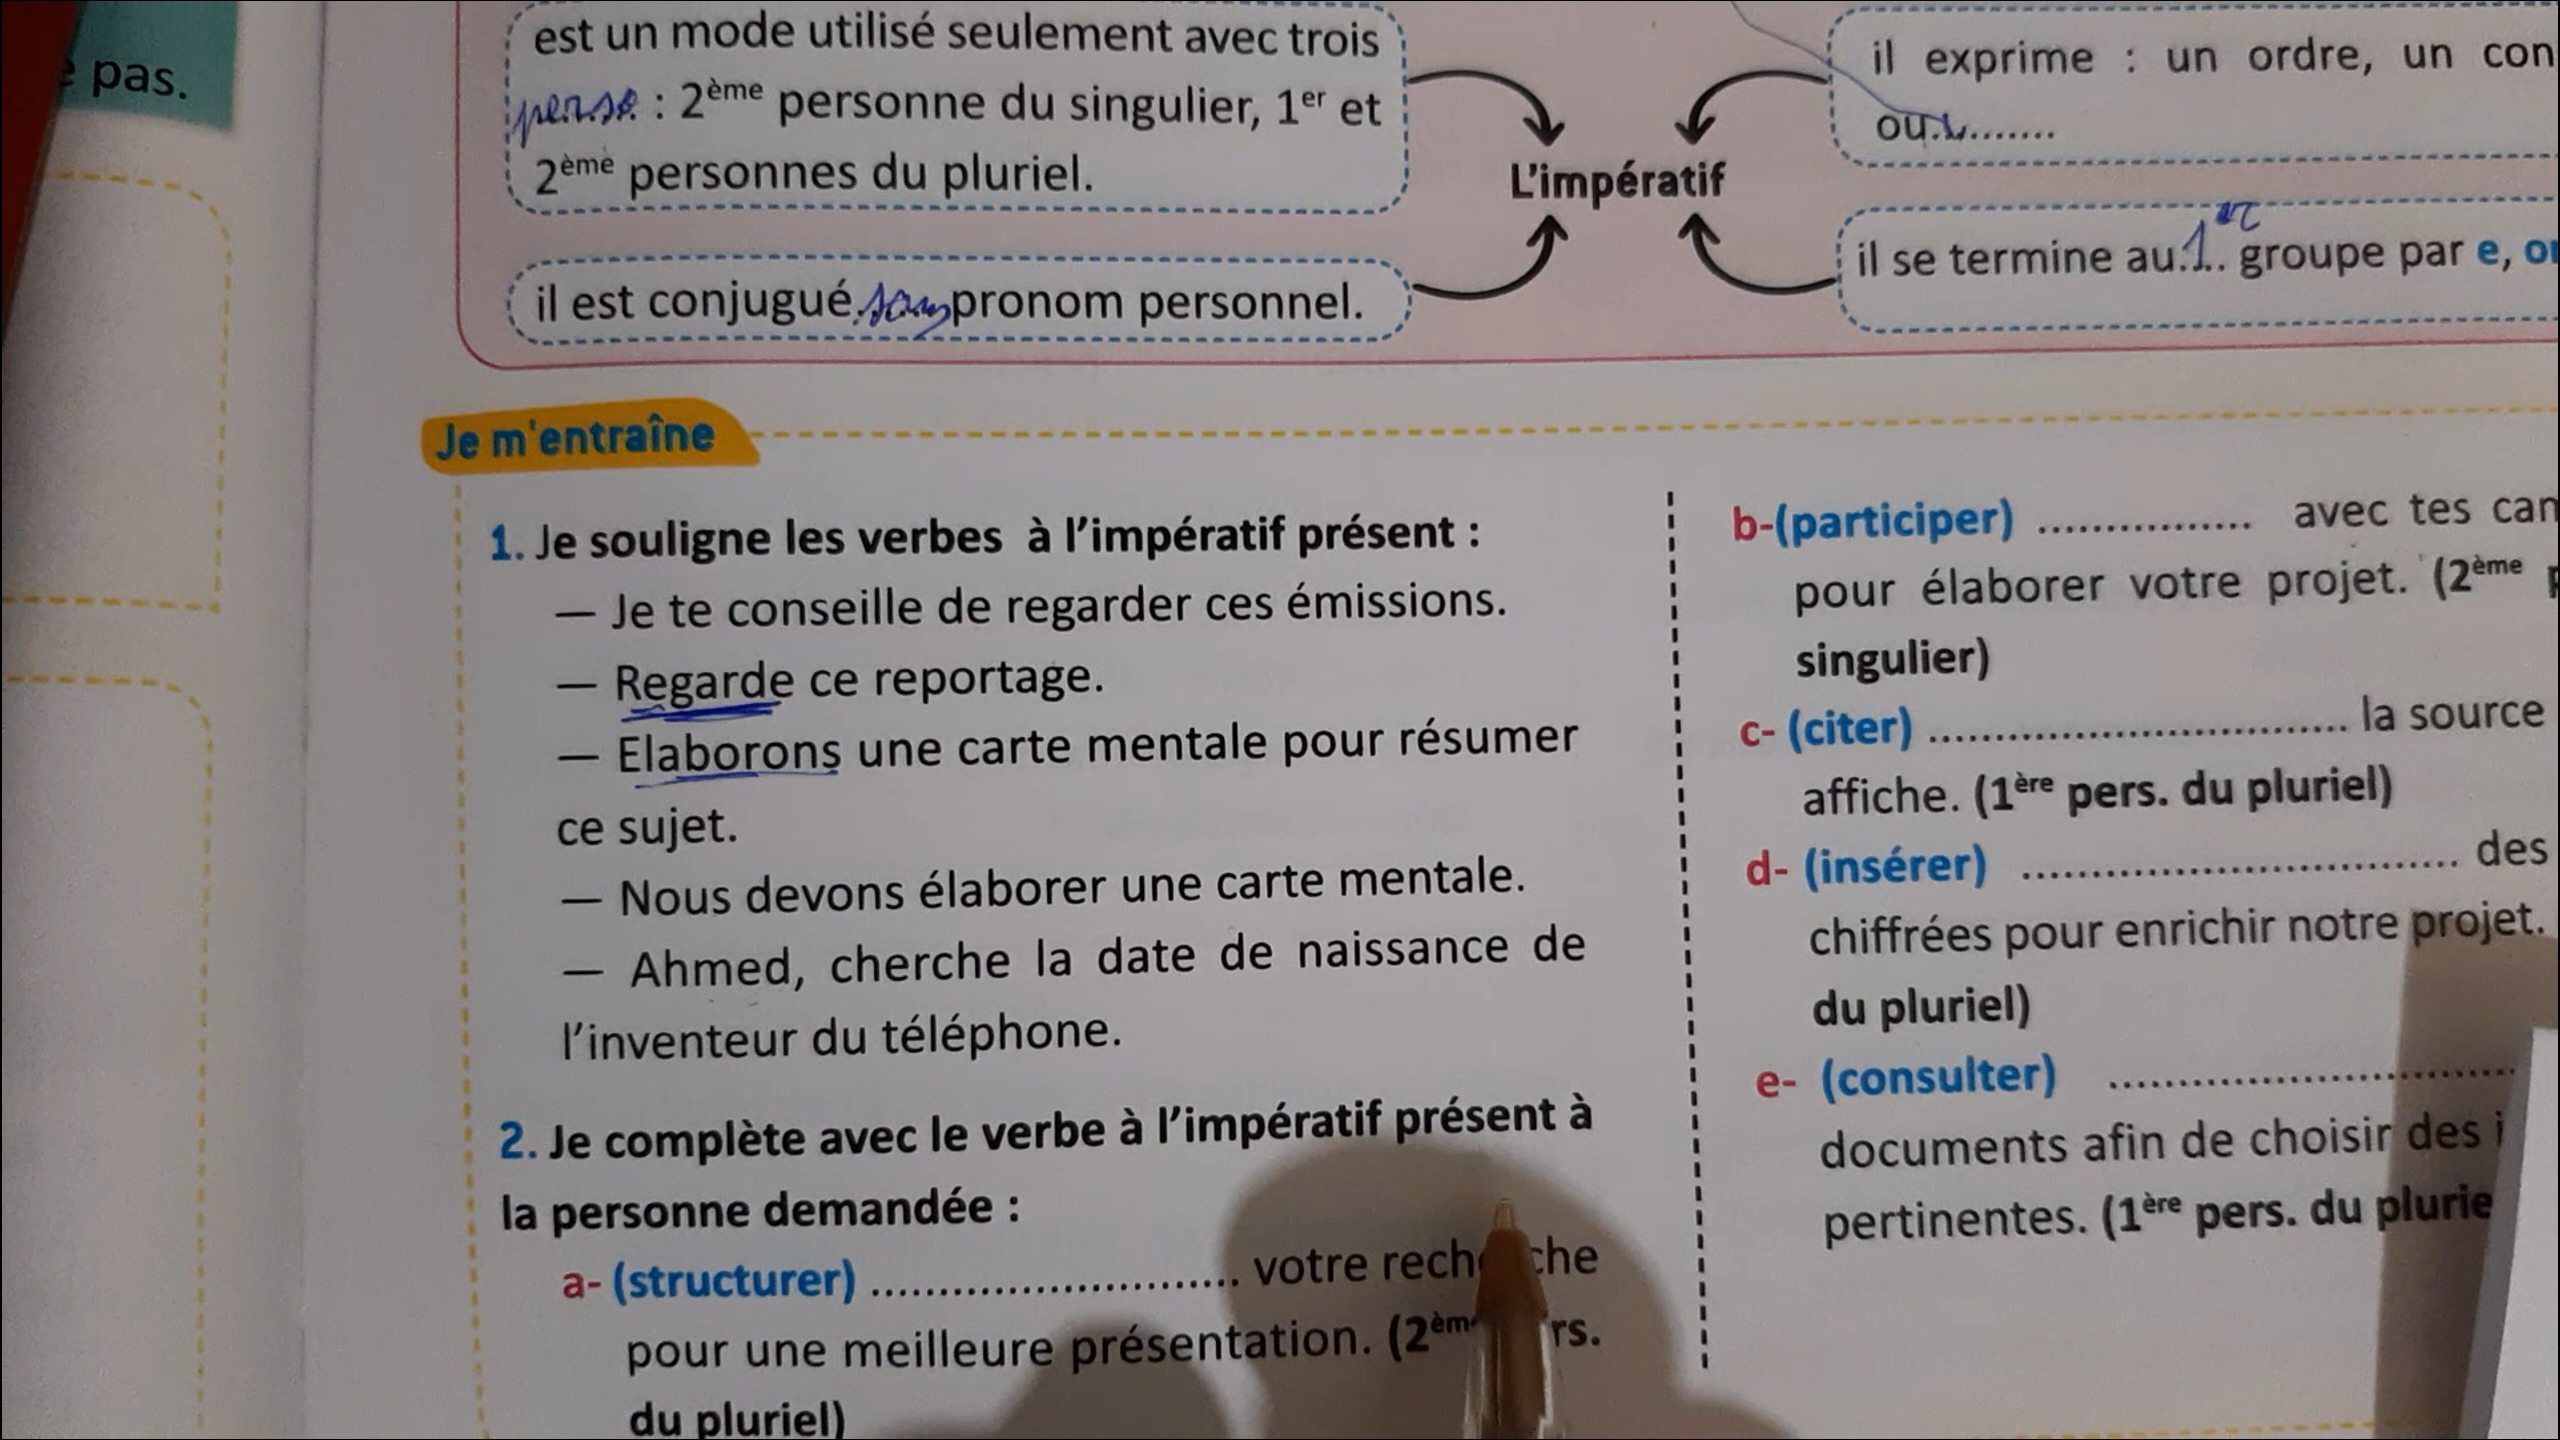 pas.
est un mode utilisé seulement avec trois
perso. : 2ème personne du singulier, 1er et
2ème personnes du pluriel.
il est conjugué sans pronom personnel.
L'impératif
il exprime : un ordre, un
ou
il se termine au 1er groupe par e,
Je m'entraîne
1. Je souligne les verbes à l'impératif présent :
— Je te conseille de regarder ces émissions.
— Regarde ce reportage.
— Elaborons une carte mentale pour résumer
ce sujet.
— Nous devons élaborer une carte mentale.
— Ahmed, cherche la date de naissance de
l'inventeur du téléphone.
2. Je complète avec le verbe à l'impératif présent à
la personne demandée :
a- (structurer) ............................ votre
pour une meilleure présentation.
du pluriel)
b-(participer) ................ avec tes
pour élaborer votre projet. (2ème
singulier)
c- (citer) ................................ la source
affiche. (1ère pers. du pluriel)
d- (insérer) ................................ des
chiffrées pour enrichir notre projet.
du pluriel)
e- (consulter) ................................
documents afin de choisir des
pertinentes. (1ère pers. du